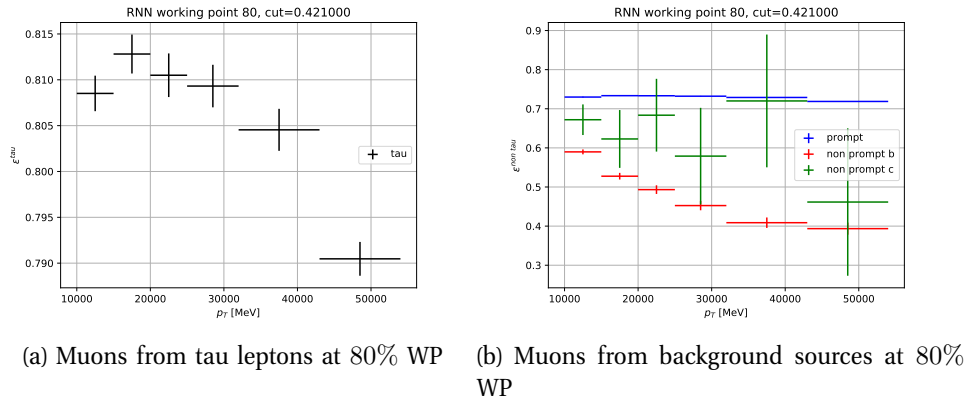 RNN working point 80, cut=0.421000
0.815
0.810
0.805
0.800
0.795
0.790
ε^tau
tau
10000 20000 30000 40000 50000
p_T [MeV]
RNN working point 80, cut=0.421000
0.9
0.8
0.7
0.6
0.5
0.4
0.3
ε^non tau
prompt
non prompt b
non prompt c
10000 20000 30000 40000 50000
p_T [MeV]
(a) Muons from tau leptons at 80% WP
(b) Muons from background sources at 80%
WP